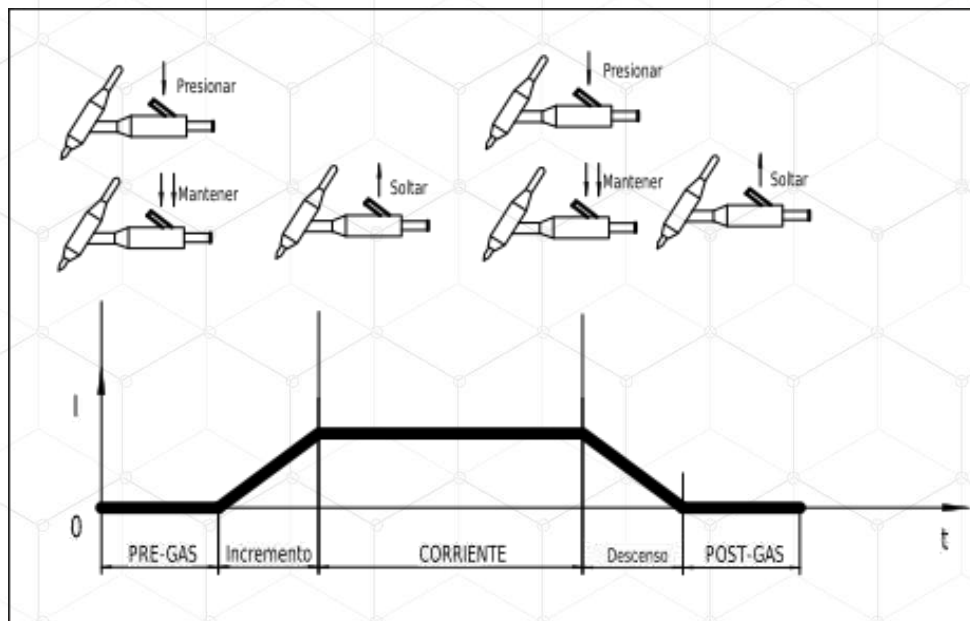 Presionar
Presionar
Mantener
Soltar
Mantener
Soltar
I
0
PRE-GAS
Incremento
CORRIENTE
Descenso
POST-GAS
t